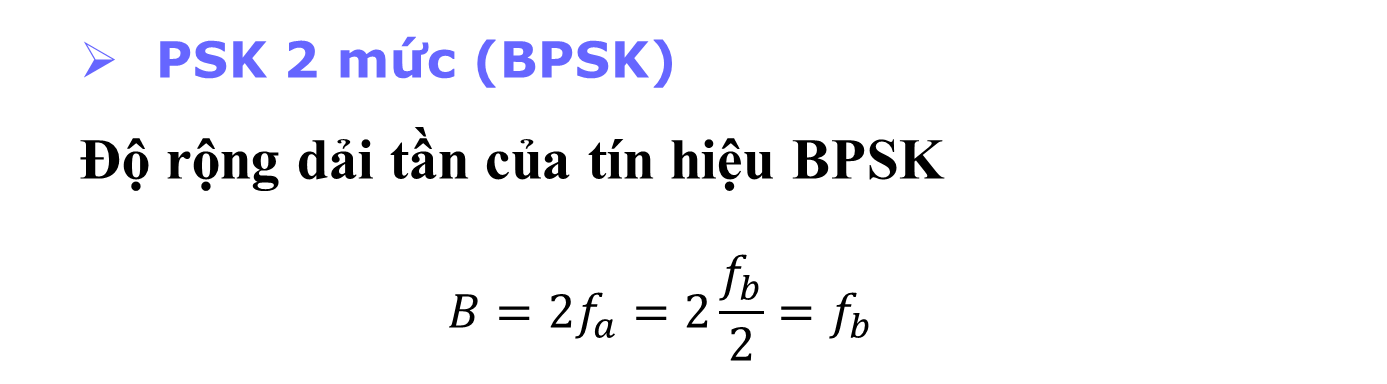 ➢ PSK 2 mức (BPSK)
Độ rộng dải tần của tín hiệu BPSK
B = 2f_a = 2 f_b/2 = f_b